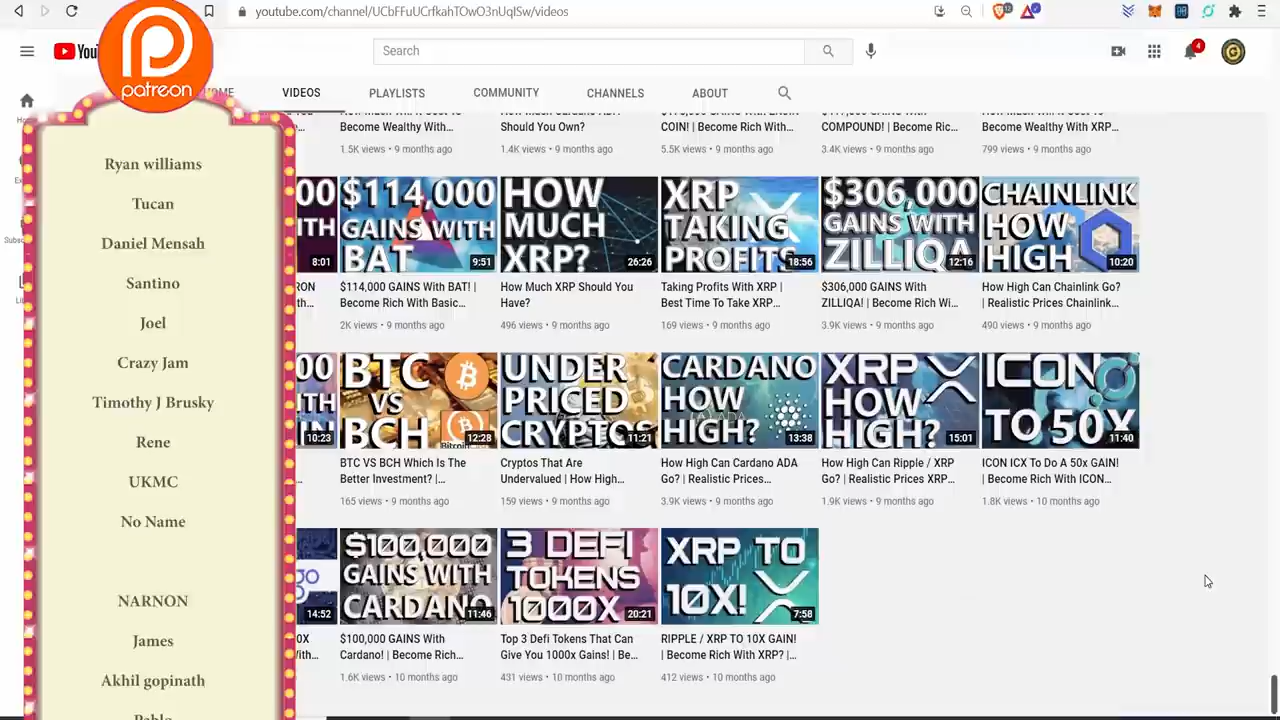 youtube.com/channel/UCbFFuUCrfkahTOwO3nUqlSw/videos
patreon
Search
4
VIDEOS
PLAYLISTS
COMMUNITY
CHANNELS
ABOUT
Ryan williams
Tucan
Daniel Mensah
Santino
Joel
Crazy Jam
Timothy J Brusky
Rene
UKMC
No Name
NARNON
James
Akhil gopinath
Become Wealthy With...
1.5K views • 9 months ago
Should You Own?
1.4K views • 9 months ago
COIN! | Become Rich With...
5.5K views • 9 months ago
COMPOUND! | Become Ric...
3.4K views • 9 months ago
Become Wealthy With XRP...
799 views • 9 months ago
8:01
$114,000
GAINS WITH
BAT
9:51
$114,000 GAINS With BAT! |
Become Rich With Basic...
2K views • 9 months ago
HOW
MUCH
XRP?
26:26
How Much XRP Should You
Have?
496 views • 9 months ago
XRP
TAKING
PROFITS
18:56
Taking Profits With XRP |
Best Time To Take XRP...
169 views • 9 months ago
$306,000
GAINS WITH
ZILLIQA
12:16
$306,000 GAINS With
ZILLIQA! | Become Rich Wi...
3.9K views • 9 months ago
CHAINLINK
HOW
HIGH
10:20
How High Can Chainlink Go?
| Realistic Prices Chainlink...
490 views • 9 months ago
10:23
BTC
VS
BCH
12:28
BTC VS BCH Which Is The
Better Investment? |...
165 views • 9 months ago
UNDER
PRICED
CRYPTOS
11:21
Cryptos That Are
Undervalued | How High...
159 views • 9 months ago
CARDANO
HOW
HIGH?
13:38
How High Can Cardano ADA
Go? | Realistic Prices...
3.9K views • 9 months ago
XRP
HOW
HIGH?
15:01
How High Can Ripple / XRP
Go? | Realistic Prices XRP...
1.9K views • 9 months ago
ICON
TO 50X
11:40
ICON ICX To Do A 50x GAIN!
| Become Rich With ICON...
1.8K views • 10 months ago
14:52
$100,000
GAINS WITH
CARDANO
11:46
$100,000 GAINS With
Cardano! | Become Rich...
1.6K views • 10 months ago
3 DEFI
TOKENS
1000X
20:21
Top 3 Defi Tokens That Can
Give You 1000x Gains! | Be...
431 views • 10 months ago
XRP TO
10X!
7:58
RIPPLE / XRP TO 10X GAIN!
| Become Rich With XRP? |...
412 views • 10 months ago